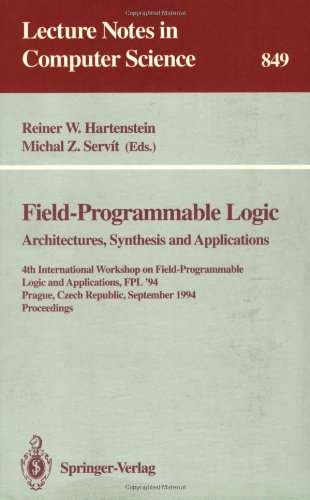 Lecture Notes in
Computer Science 849
Reiner W. Hartenstein
Michal Z. Servít (Eds.)
Field-Programmable Logic
Architectures, Synthesis and Applications
4th International Workshop on Field-Programmable
Logic and Applications, FPL '94
Prague, Czech Republic, September 1994
Proceedings
Springer-Verlag